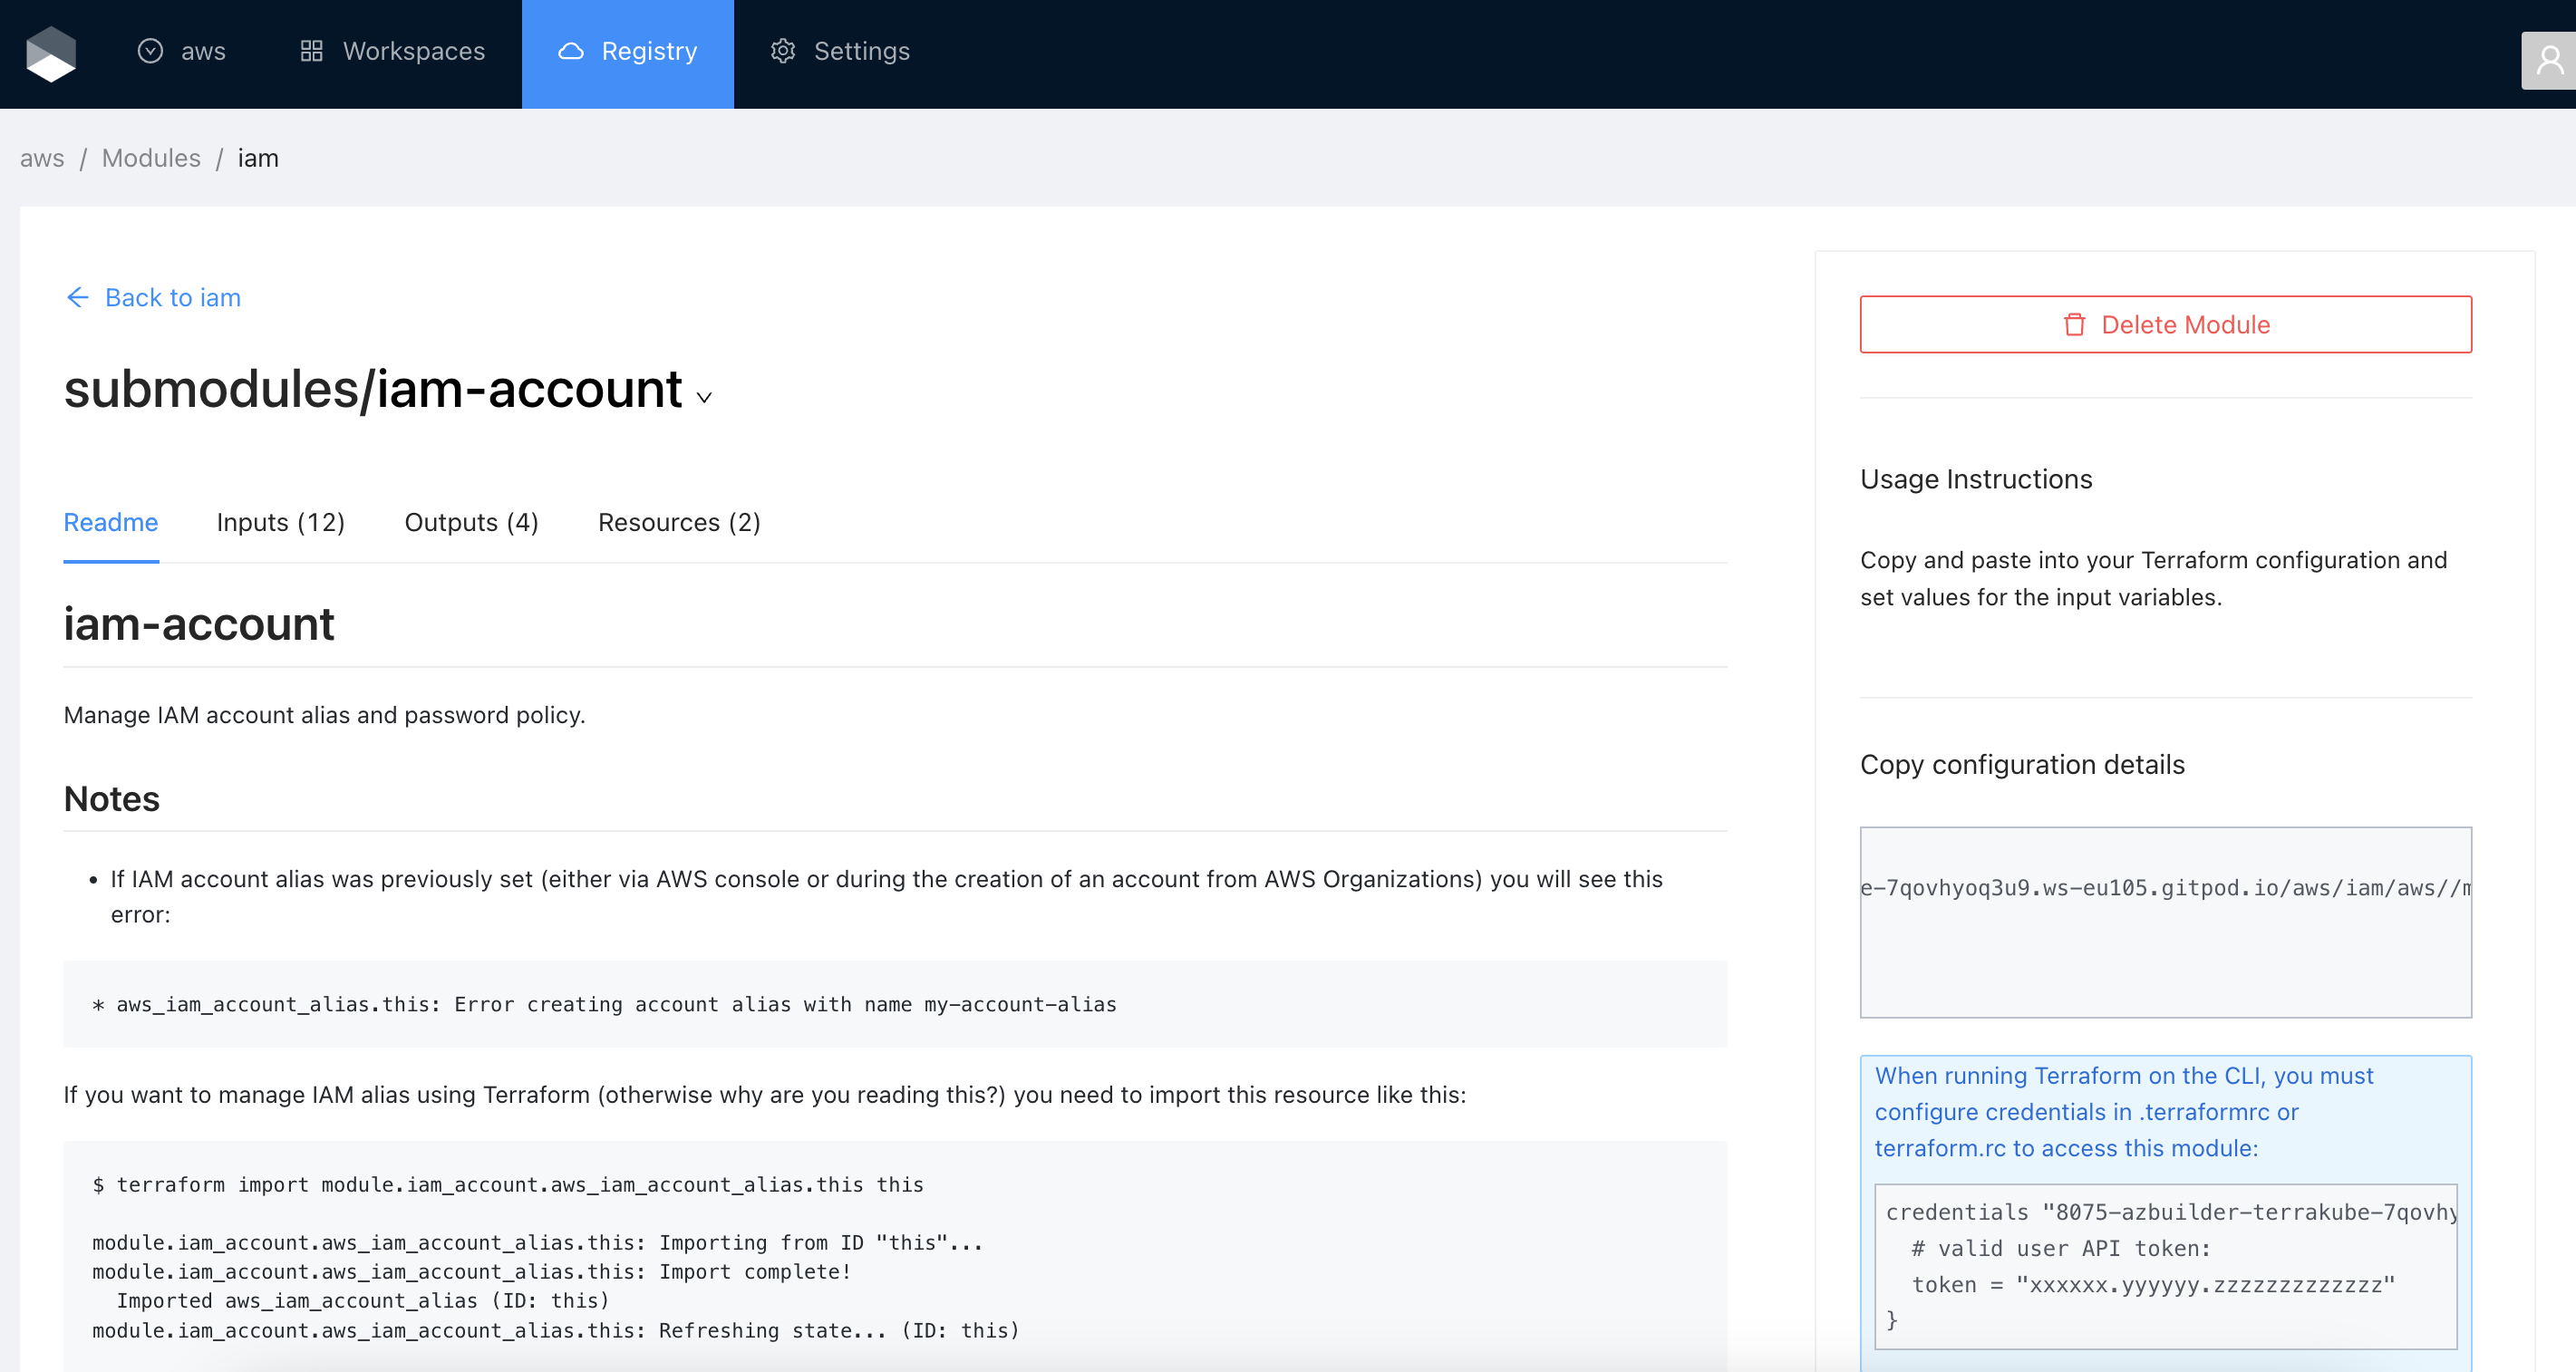 aws
Workspaces
Registry
Settings
aws / Modules / iam
Back to iam
submodules/iam-account
Readme
Inputs (12)
Outputs (4)
Resources (2)
iam-account
Manage IAM account alias and password policy.
Notes
• If IAM account alias was previously set (either via AWS console or during the creation of an account from AWS Organizations) you will see this
error:
* aws_iam_account_alias.this: Error creating account alias with name my-account-alias
If you want to manage IAM alias using Terraform (otherwise why are you reading this?) you need to import this resource like this:
$ terraform import module.iam_account.aws_iam_account_alias.this this
module.iam_account.aws_iam_account_alias.this: Importing from ID "this"...
module.iam_account.aws_iam_account_alias.this: Import complete!
Imported aws_iam_account_alias (ID: this)
module.iam_account.aws_iam_account_alias.this: Refreshing state... (ID: this)
Delete Module
Usage Instructions
Copy and paste into your Terraform configuration and
set values for the input variables.
Copy configuration details
e-7qovhyoq3u9.ws-eu105.gitpod.io/aws/iam/aws//m
When running Terraform on the CLI, you must
configure credentials in .terraformrc or
terraform.rc to access this module:
credentials "8075-azbuilder-terrakube-7qovhy
# valid user API token:
token = "xxxxxx.yyyyyy.zzzzzzzzzzzzz"
}